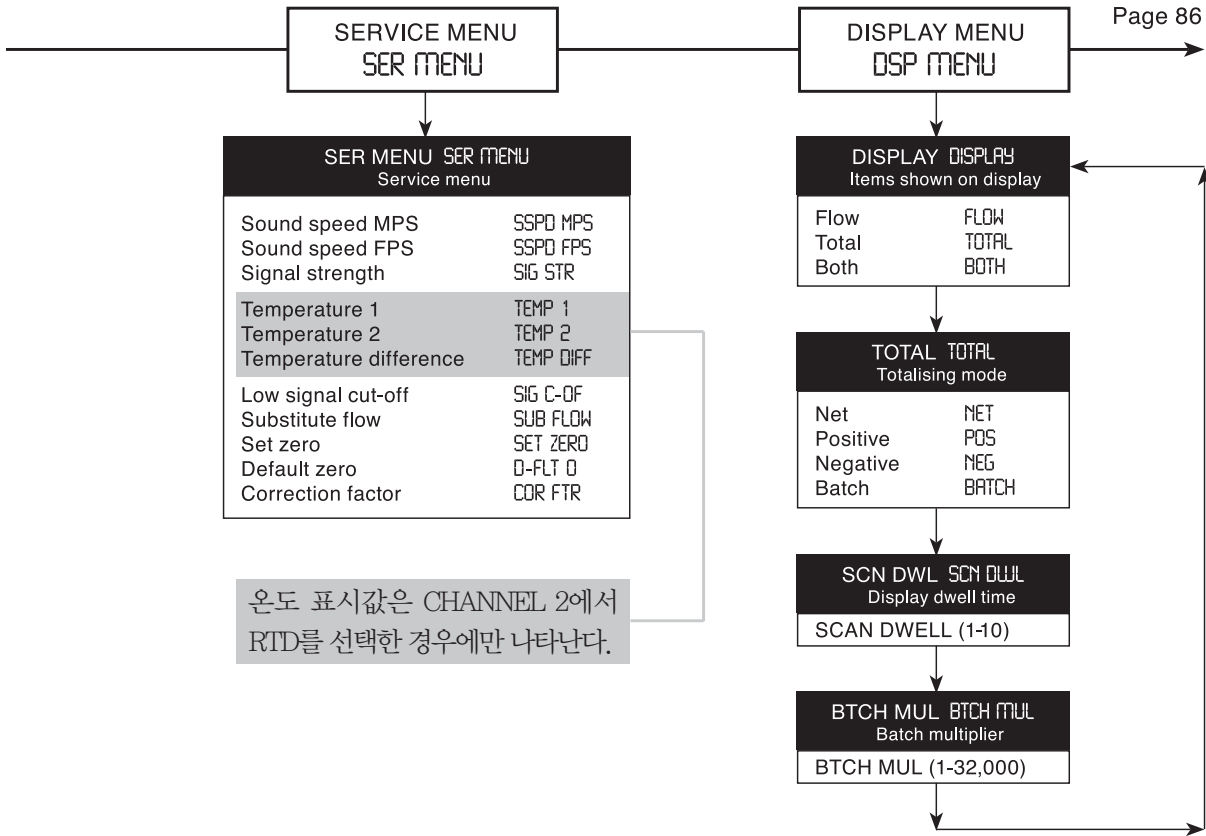 Page 86
SERVICE MENU
SER MENU
SER MENU SER MENU
Service menu
Sound speed MPS SSPD MPS
Sound speed FPS SSPD FPS
Signal strength SIG STR
Temperature 1 TEMP 1
Temperature 2 TEMP 2
Temperature difference TEMP DIFF
Low signal cut-off SIG C-OF
Substitute flow SUB FLOW
Set zero SET ZERO
Default zero D-FLT 0
Correction factor COR FTR
온도 표시값은 CHANNEL 2에서
RTD를 선택한 경우에만 나타난다.
DISPLAY MENU
DSP MENU
DISPLAY DISPLAY
Items shown on display
Flow FLOW
Total TOTAL
Both BOTH
TOTAL TOTAL
Totalising mode
Net NET
Positive POS
Negative NEG
Batch BATCH
SCN DWL SCN DWL
Display dwell time
SCAN DWELL (1-10)
BTCH MUL BTCH MUL
Batch multiplier
BTCH MUL (1-32,000)